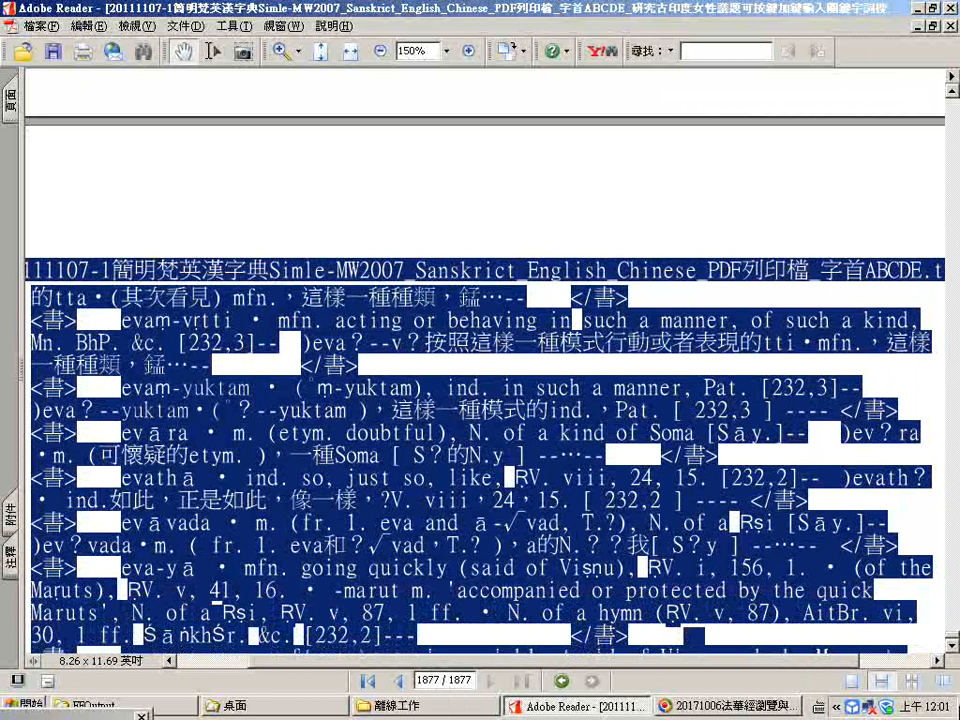 Adobe Reader - [20111107-1簡明梵英漢字典Simle-MW2007_Sanskrict_English_Chinese_PDF列印檔_字首ABCDE_研究古印度女性議題可按鍵加鍵輸入關鍵字詞搜
檔案(F) 編輯(E) 檢視(V) 文件(D) 工具(T) 視窗(W) 說明(H)
150% 尋找:
頁面
111107-1簡明梵英漢字典Simle-MW2007_Sanskrict_English_Chinese_PDF列印檔_字首ABCDE.t
的tta‧(其次看見) mfn.，這樣一種種類，錳…-- </書>
<書> evaṃ-vṛtti ‧ mfn. acting or behaving in such a manner, of such a kind,
Mn. BhP. &c. [232,3]-- )eva？--v？按照這樣一種模式行動或者表現的tti‧mfn.，這樣
一種種類，錳…-- </書>
<書> evaṃ-yuktam ‧ (°ṃ-yuktam), ind. in such a manner, Pat. [232,3]--
)eva？--yuktam‧(°？--yuktam )，這樣一種模式的ind.，Pat. [ 232,3 ] ---- </書>
<書> evāra ‧ m. (etym. doubtful), N. of a kind of Soma [Sāy.]-- )ev？ra
‧m. (可懷疑的etym. )，一種Soma [ S？的N.y ] --…-- </書>
<書> evathā ‧ ind. so, just so, like, ṚV. viii, 24, 15. [232,2]-- )evath？
‧ ind.如此，正是如此，像一樣，?V. viii，24，15. [ 232,2 ] ---- </書>
<書> evāvada ‧ m. (fr. 1. eva and ā-√vad, T.?), N. of a Ṛṣi [Sāy.]--
)ev？vada‧m. ( fr. 1. eva和？√vad，T.? )，a的N.？？我[ S？y ] --…-- </書>
<書> eva-yā ‧ mfn. going quickly (said of Viṣṇu), ṚV. i, 156, 1. ‧ (of the
Maruts), ṚV. v, 41, 16. ‧ -marut m. 'accompanied or protected by the quick
Maruts', N. of a Ṛṣi, ṚV. v, 87, 1 ff. ‧ N. of a hymn (ṚV. v, 87), AitBr. vi,
30, 1 ff. ŚāṅkhŚr. &c. [232,2]--- </書>
附件
注釋
8.26 x 11.69 英吋
1877 / 1877
開始 FFOutput 桌面 離線工作 Adobe Reader - [201111... 20171006法華經瀏覽與... 上午 12:01